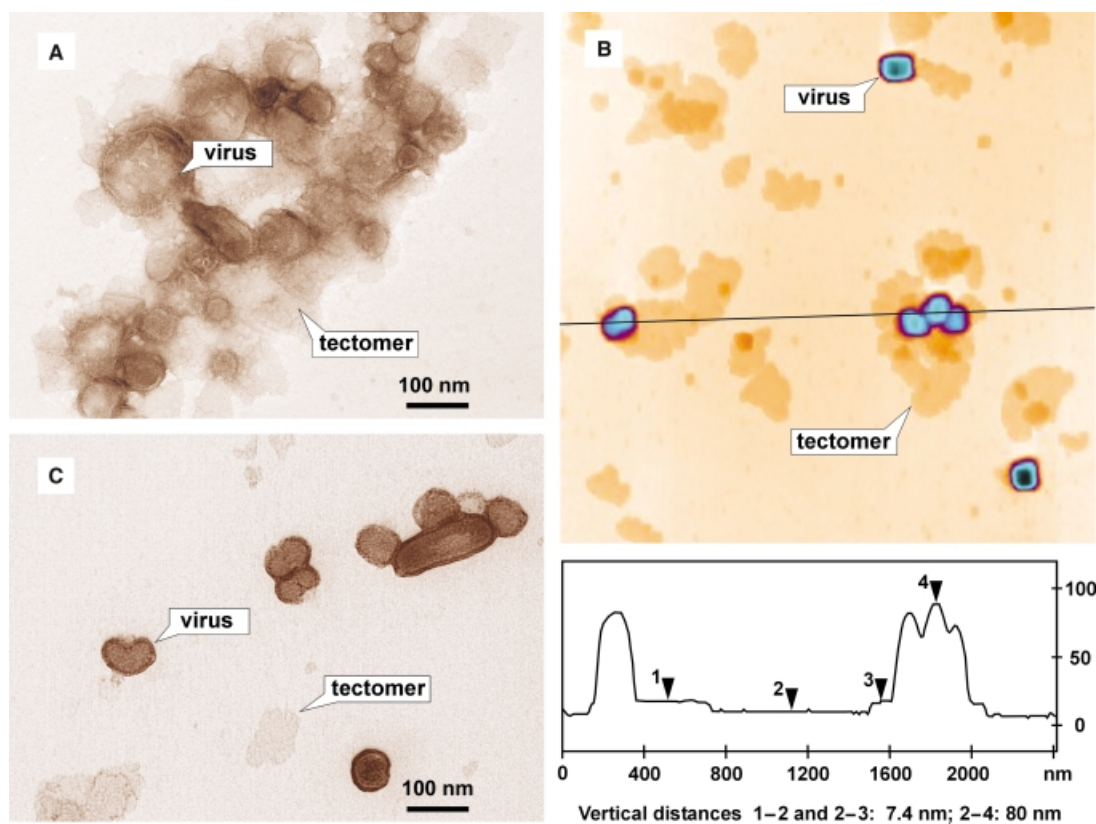 A
virus
tectomer
100 nm
B
virus
tectomer
C
virus
tectomer
100 nm
4
100
1
2
3
50
0
0 400 800 1200 1600 2000 nm
Vertical distances 1–2 and 2–3: 7.4 nm; 2–4: 80 nm